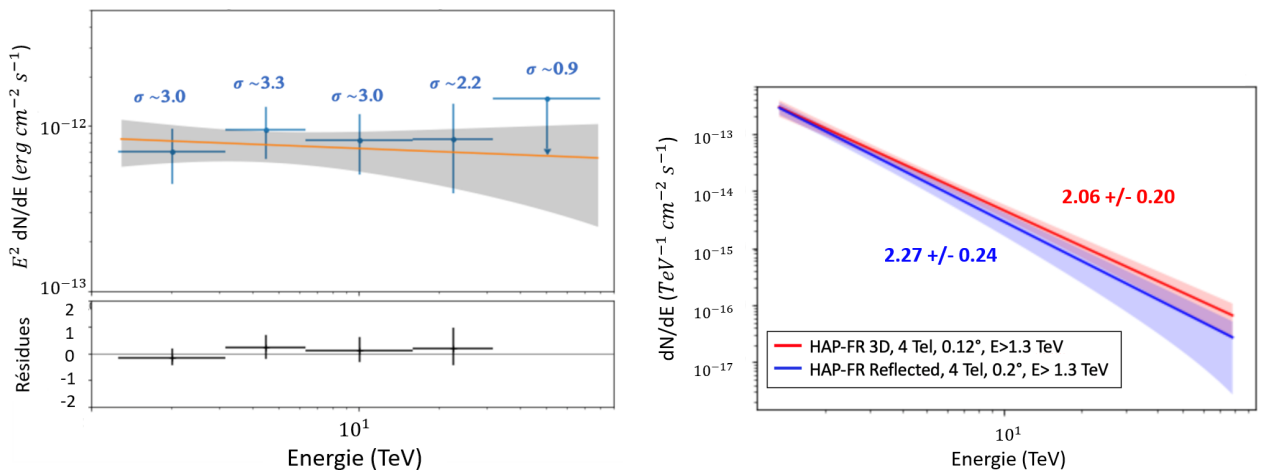 E² dN/dE (erg cm⁻² s⁻¹)
10⁻¹²
10⁻¹³
σ ~3.0
σ ~3.3
σ ~3.0
σ ~2.2
σ ~0.9
Résidues
2
1
0
-1
-2
10¹
Energie (TeV)
dN/dE (TeV⁻¹ cm⁻² s⁻¹)
10⁻¹³
10⁻¹⁴
10⁻¹⁵
10⁻¹⁶
10⁻¹⁷
2.06 +/- 0.20
2.27 +/- 0.24
HAP-FR 3D, 4 Tel, 0.12°, E>1.3 TeV
HAP-FR Reflected, 4 Tel, 0.2°, E> 1.3 TeV
10¹
Energie (TeV)